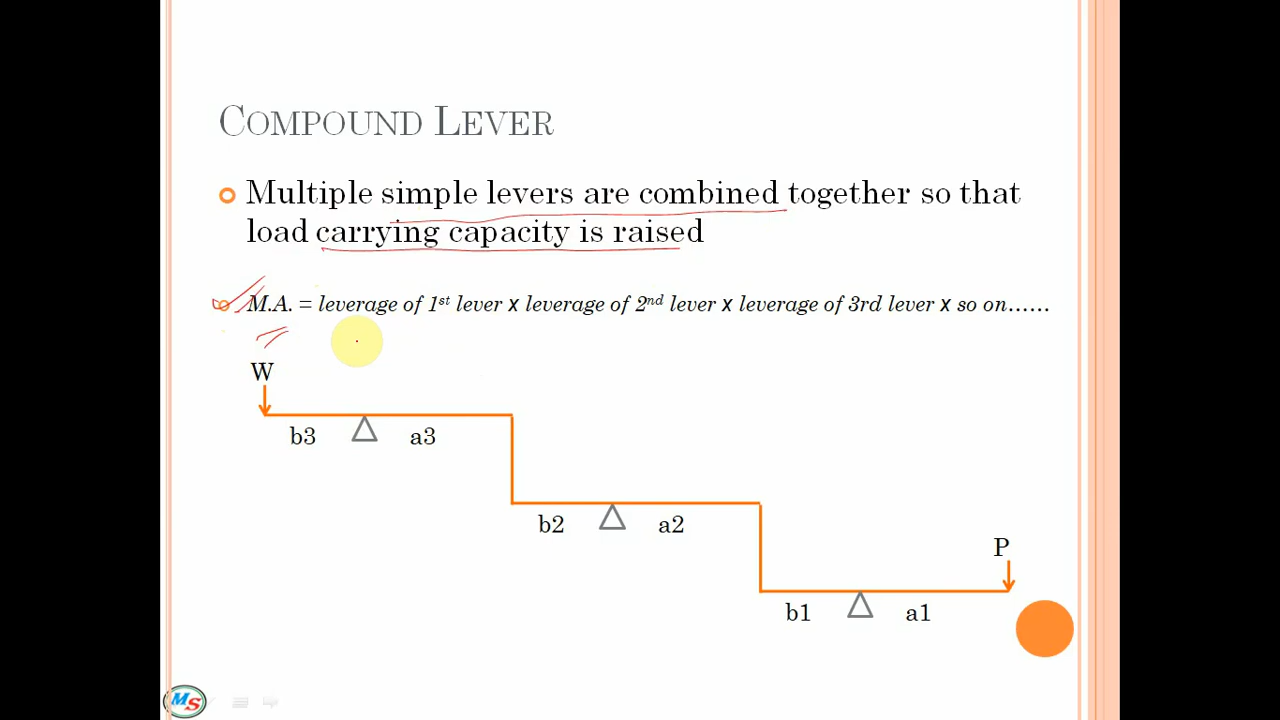 COMPOUND LEVER
Multiple simple levers are combined together so that
load carrying capacity is raised
M.A. = leverage of 1st lever x leverage of 2nd lever x leverage of 3rd lever x so on......
W
b3 a3
b2 a2
P
b1 a1
MS